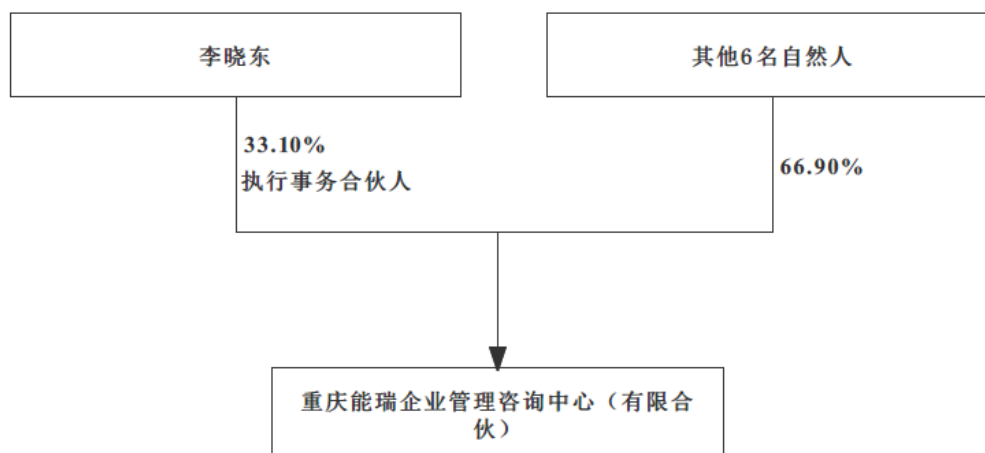 李晓东
其他6名自然人
33.10%
执行事务合伙人
66.90%
重庆能瑞企业管理咨询中心（有限合
伙）